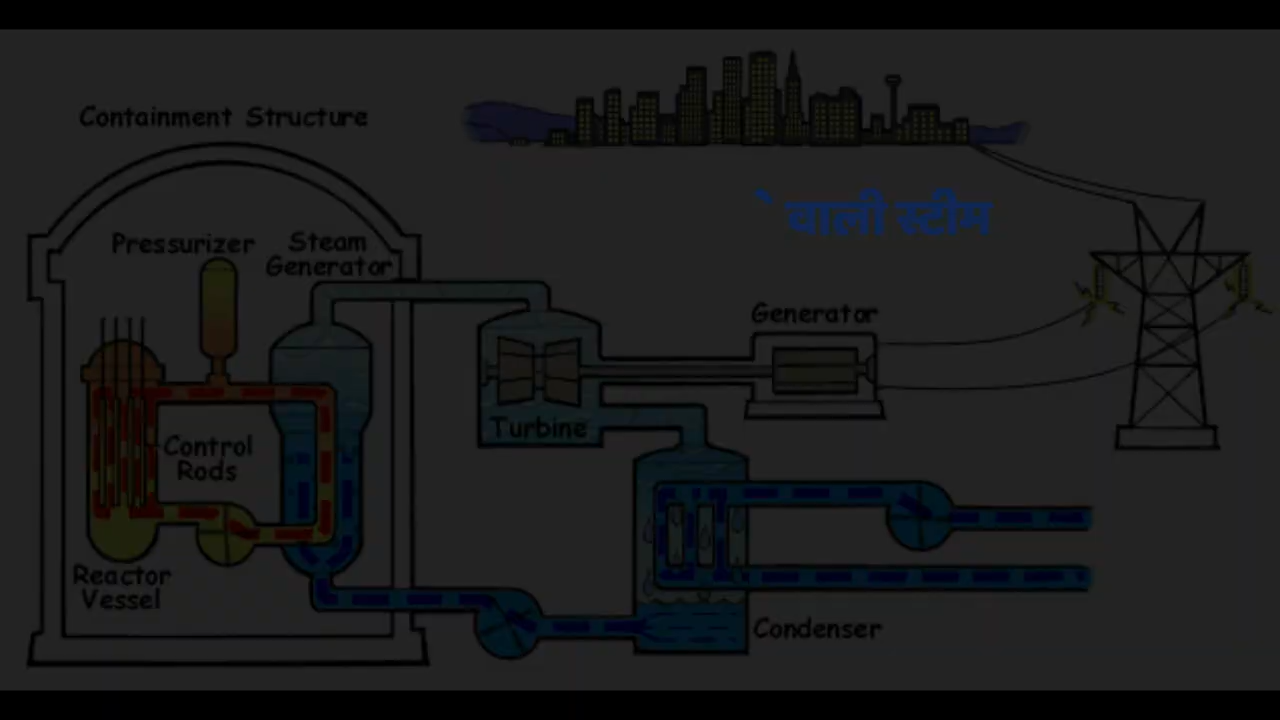 Containment Structure
े वाली स्टीम
Pressurizer
Steam
Generator
Generator
Turbine
Control
Rods
Reactor
Vessel
Condenser